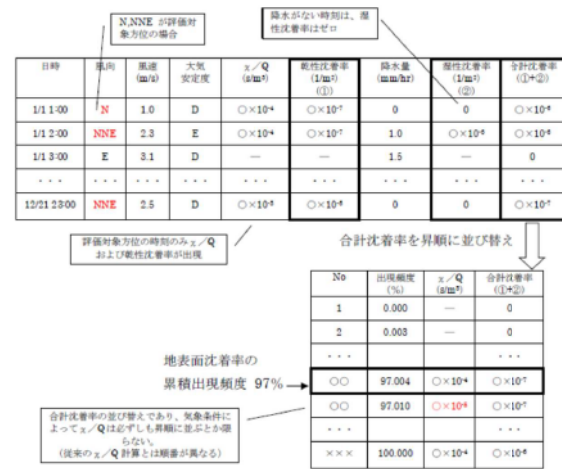 N,NNE が評価対
象方位の場合
降水がない時刻は、湿
性沈着率はゼロ
日時 風向 風速 (m/s) 大気 安定度 χ/Q (s/m³) 乾性沈着率 (1/m²) (①) 降水量 (mm/hr) 湿性沈着率 (1/m²) (②) 合計沈着率 (①+②)
1/1 1:00 N 1.0 D ○×10⁻⁴ ○×10⁻⁷ 0 0 ○×10
1/1 2:00 NNE 2.3 E ○×10⁻⁴ ○×10⁻⁷ 1.0 ○×10 ○×10
1/1 3:00 E 3.1 D — — 1.5 — 0
・・・ ・・・ ・・・ ・・・ ・・・ ・・・ ・・・ ・・・ ・・・
12/21 23:00 NNE 2.5 D ○×10 ○×10 0 0 ○×10⁻⁷
評価対象方位の時刻のみ χ/Q
および乾性沈着率が出現
合計沈着率を昇順に並び替え
No 出現頻度 (%) χ/Q (s/m³) 合計沈着率 (①+②)
1 0.000 — 0
2 0.003 — 0
・・・ ・・・
地表面沈着率の
累積出現頻度 97%
○○ 97.004 ○×10⁻⁴ ○×10⁻⁷
○○ 97.010 ○×10 ○×10⁻⁷
・・・ ・・・
××× 100.000 ○×10⁻⁴ ○×10
合計沈着率の並び替えであり、気象条件に
よってχ/Qは必ずしも昇順に並ぶとか限
らない。
(従来のχ/Q計算とは順番が異なる)